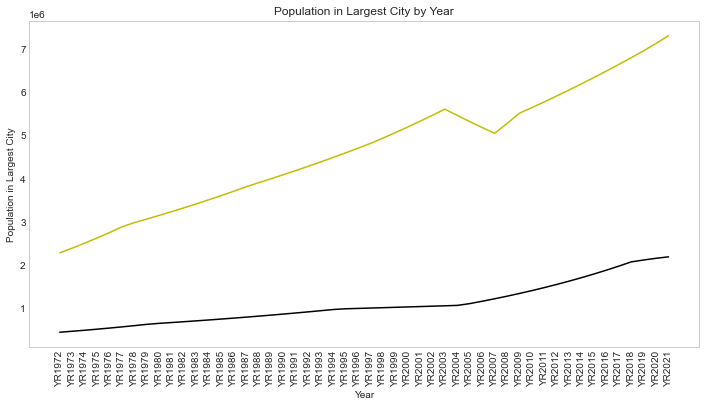 Population in Largest City by Year
1e6
7
6
5
4
3
2
1
Population in Largest City
YR1972
YR1973
YR1974
YR1975
YR1976
YR1977
YR1978
YR1979
YR1980
YR1981
YR1982
YR1983
YR1984
YR1985
YR1986
YR1987
YR1988
YR1989
YR1990
YR1991
YR1992
YR1993
YR1994
YR1995
YR1996
YR1997
YR1998
YR1999
YR2000
YR2001
YR2002
YR2003
YR2004
YR2005
YR2006
YR2007
YR2008
YR2009
YR2010
YR2011
YR2012
YR2013
YR2014
YR2015
YR2016
YR2017
YR2018
YR2019
YR2020
YR2021
Year